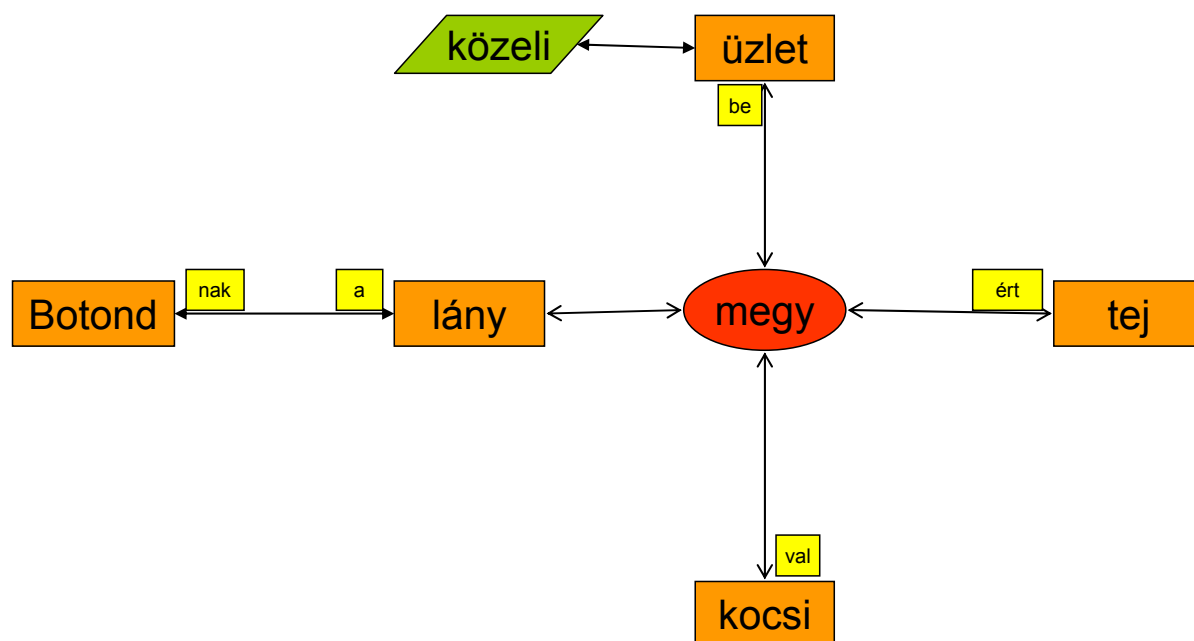 közeli
üzlet
be
Botond
nak
a
lány
megy
ért
tej
val
kocsi